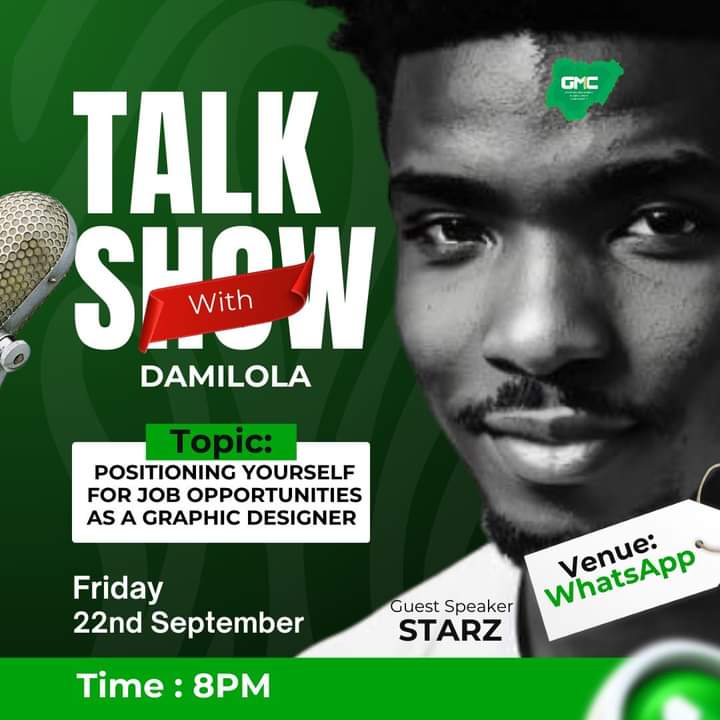 GMC
TALK
SHOW
With
DAMILOLA
Topic:
POSITIONING YOURSELF
FOR JOB OPPORTUNITIES
AS A GRAPHIC DESIGNER
Friday
22nd September
Guest Speaker
STARZ
Venue:
WhatsApp
Time : 8PM